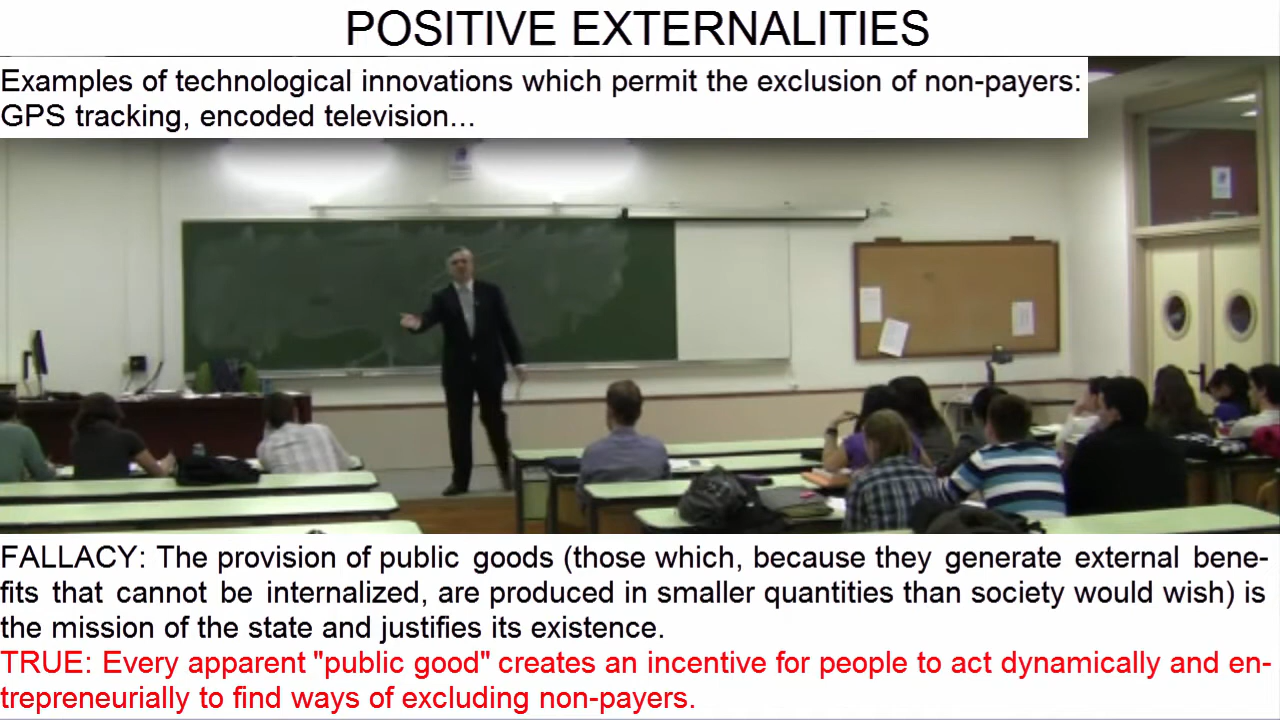 POSITIVE EXTERNALITIES
Examples of technological innovations which permit the exclusion of non-payers:
GPS tracking, encoded television...
FALLACY: The provision of public goods (those which, because they generate external bene-
fits that cannot be internalized, are produced in smaller quantities than society would wish) is
the mission of the state and justifies its existence.
TRUE: Every apparent "public good" creates an incentive for people to act dynamically and en-
trepreneurially to find ways of excluding non-payers.